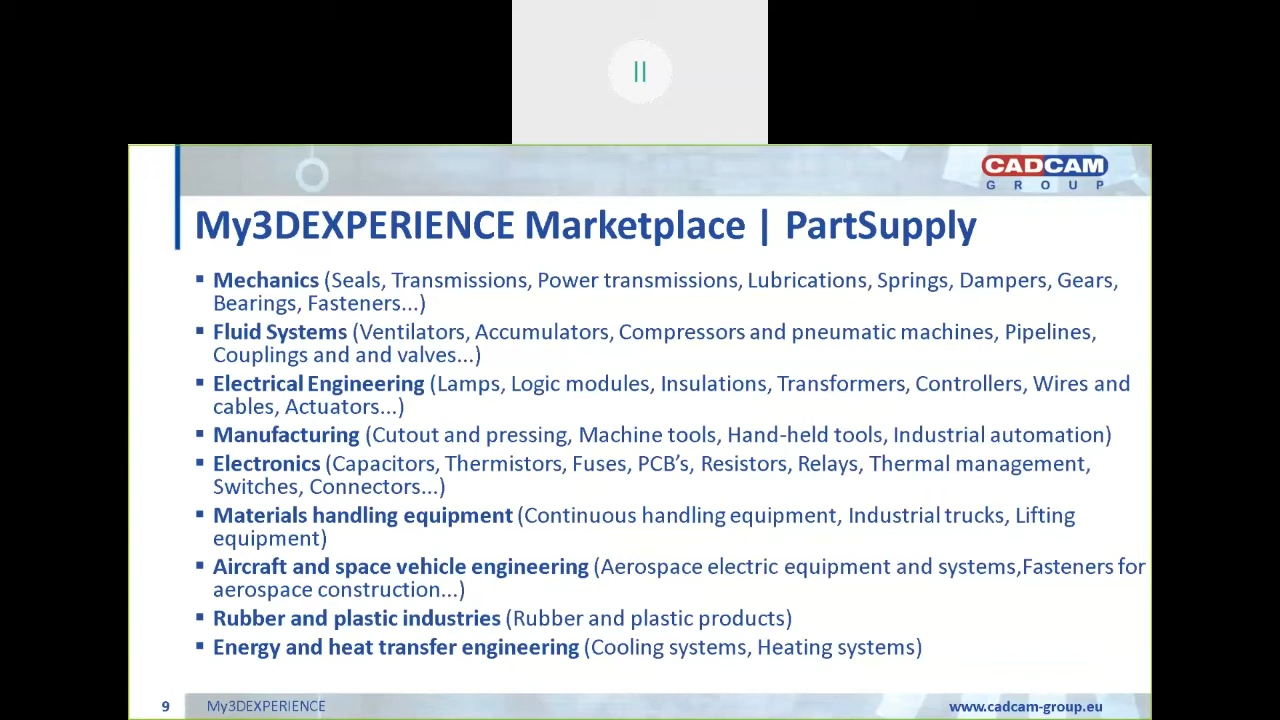 CADCAM
GROUP
My3DEXPERIENCE Marketplace | PartSupply
▪ Mechanics (Seals, Transmissions, Power transmissions, Lubrications, Springs, Dampers, Gears,
Bearings, Fasteners...)
▪ Fluid Systems (Ventilators, Accumulators, Compressors and pneumatic machines, Pipelines,
Couplings and and valves...)
▪ Electrical Engineering (Lamps, Logic modules, Insulations, Transformers, Controllers, Wires and
cables, Actuators...)
▪ Manufacturing (Cutout and pressing, Machine tools, Hand-held tools, Industrial automation)
▪ Electronics (Capacitors, Thermistors, Fuses, PCB’s, Resistors, Relays, Thermal management,
Switches, Connectors...)
▪ Materials handling equipment (Continuous handling equipment, Industrial trucks, Lifting
equipment)
▪ Aircraft and space vehicle engineering (Aerospace electric equipment and systems,Fasteners for
aerospace construction...)
▪ Rubber and plastic industries (Rubber and plastic products)
▪ Energy and heat transfer engineering (Cooling systems, Heating systems)
9 My3DEXPERIENCE www.cadcam-group.eu